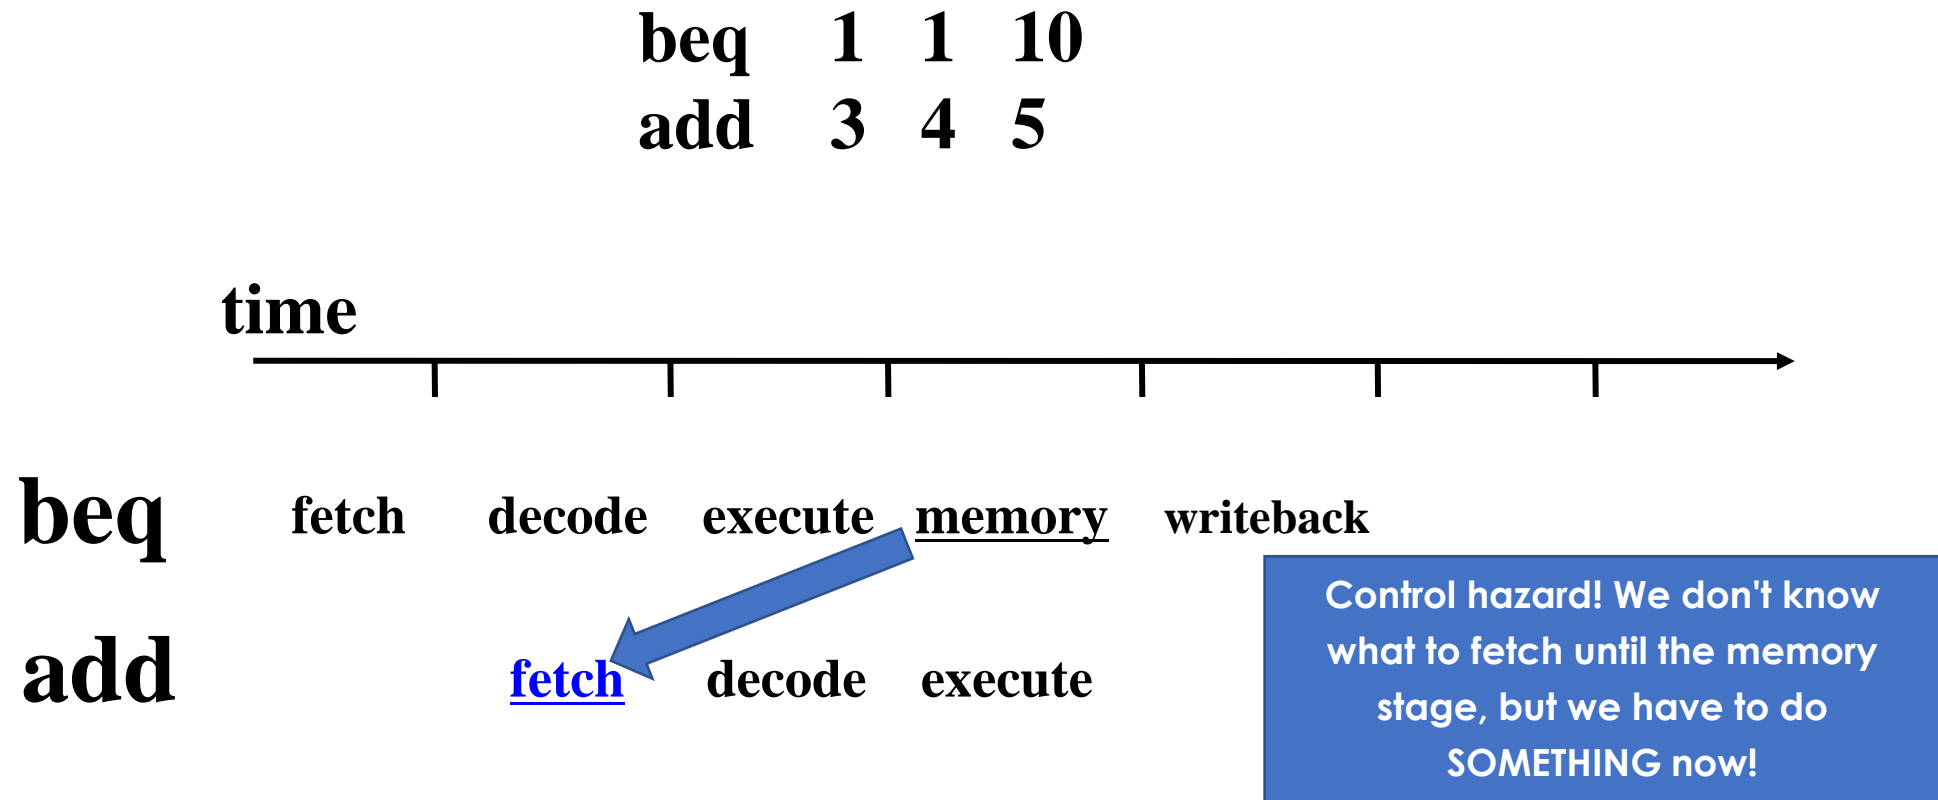 beq 1 1 10
add 3 4 5
time
beq fetch decode execute memory writeback
add fetch decode execute
Control hazard! We don't know
what to fetch until the memory
stage, but we have to do
SOMETHING now!